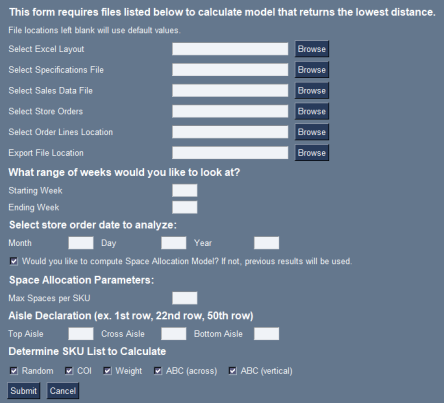 This form requires files listed below to calculate model that returns the lowest distance.
File locations left blank will use default values.
Select Excel Layout Browse
Select Specifications File Browse
Select Sales Data File Browse
Select Store Orders Browse
Select Order Lines Location Browse
Export File Location Browse
What range of weeks would you like to look at?
Starting Week
Ending Week
Select store order date to analyze:
Month Day Year
Would you like to compute Space Allocation Model? If not, previous results will be used.
Space Allocation Parameters:
Max Spaces per SKU
Aisle Declaration (ex. 1st row, 22nd row, 50th row)
Top Aisle Cross Aisle Bottom Aisle
Determine SKU List to Calculate
Random COI Weight ABC (across) ABC (vertical)
Submit Cancel